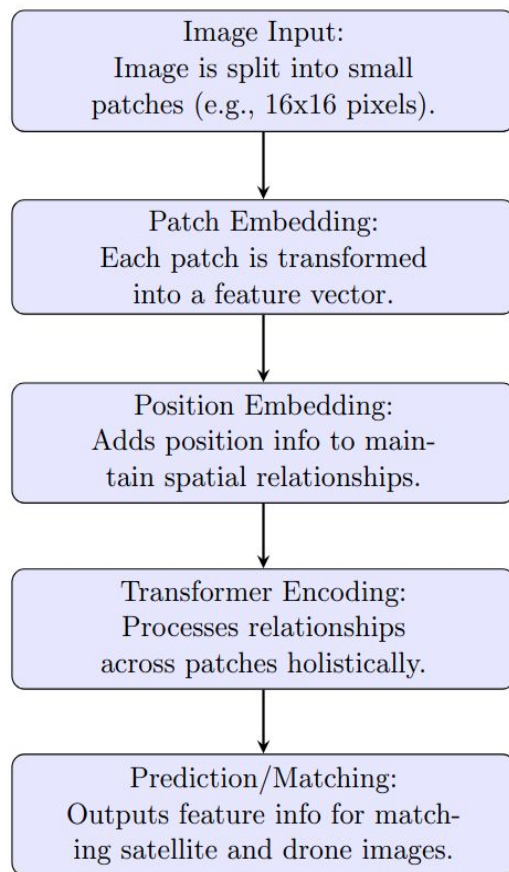 Image Input:
Image is split into small
patches (e.g., 16x16 pixels).
Patch Embedding:
Each patch is transformed
into a feature vector.
Position Embedding:
Adds position info to main-
tain spatial relationships.
Transformer Encoding:
Processes relationships
across patches holistically.
Prediction/Matching:
Outputs feature info for match-
ing satellite and drone images.